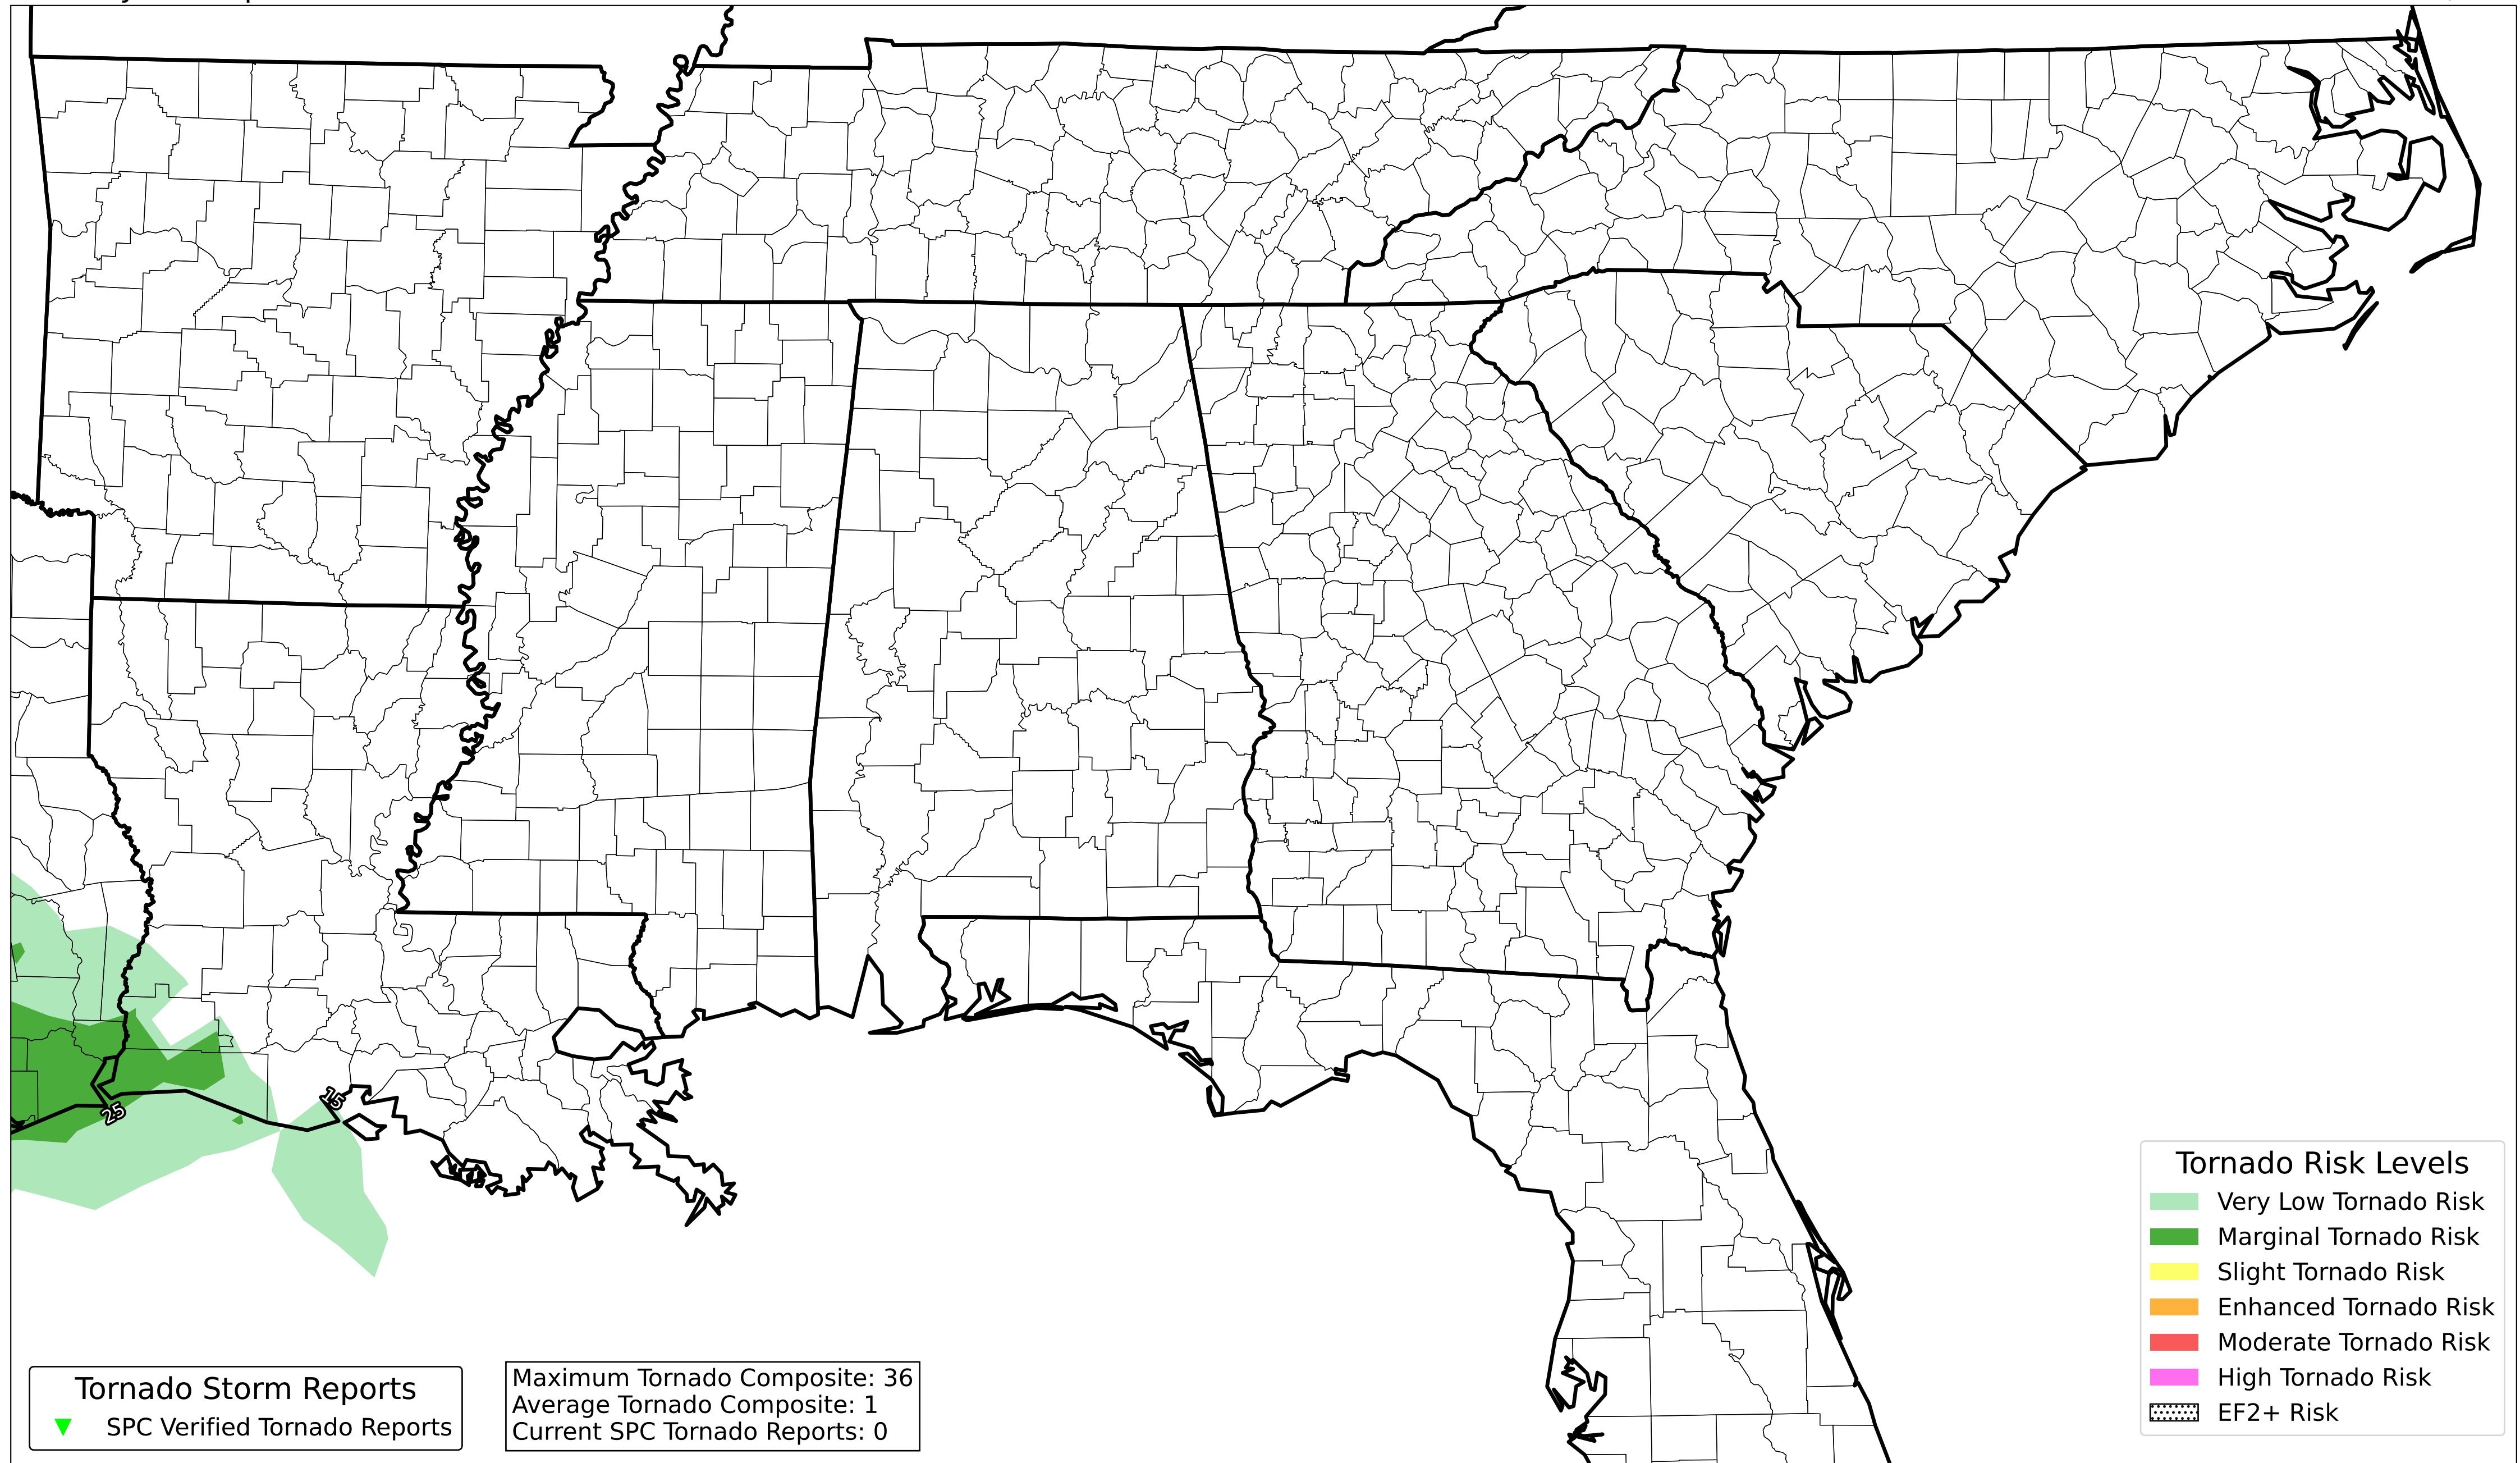 15
25
Tornado Risk Levels
Very Low Tornado Risk
Marginal Tornado Risk
Slight Tornado Risk
Enhanced Tornado Risk
Moderate Tornado Risk
High Tornado Risk
EF2+ Risk
Tornado Storm Reports
SPC Verified Tornado Reports
Maximum Tornado Composite: 36
Average Tornado Composite: 1
Current SPC Tornado Reports: 0